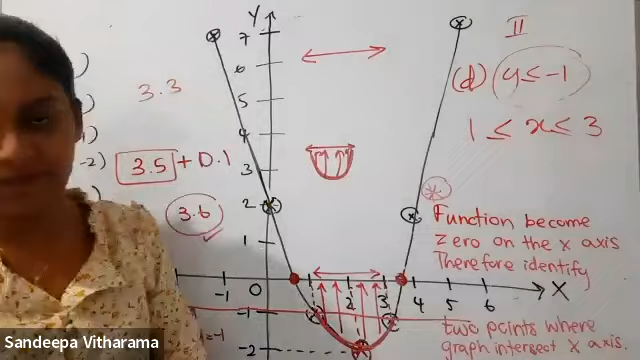 Y
II
7
6
5
4
3
2
1
-1
0
2
3
4
5
6
X
-1
-2
3.3
3.5 + 0.1
3.6
-2)
(d) y ≤ -1
1 ≤ x ≤ 3
Function become
zero on the x axis
Therefore identify
two points where
graph intersect X axis.
=-1
Sandeepa Vitharama